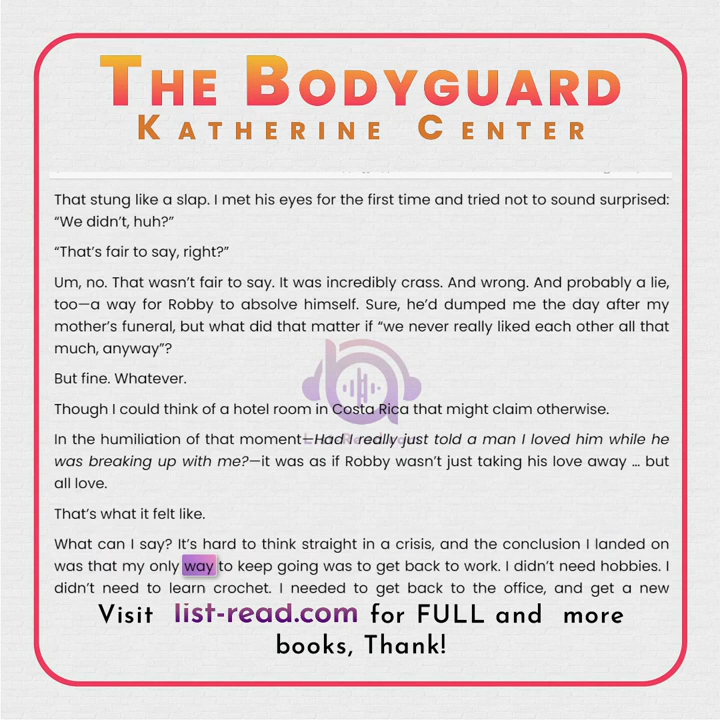 THE BODYGUARD
KATHERINE CENTER
That stung like a slap. I met his eyes for the first time and tried not to sound surprised:
“We didn’t, huh?”
“That’s fair to say, right?”
Um, no. That wasn’t fair to say. It was incredibly crass. And wrong. And probably a lie,
too—a way for Robby to absolve himself. Sure, he’d dumped me the day after my
mother’s funeral, but what did that matter if “we never really liked each other all that
much, anyway”?
But fine. Whatever.
Though I could think of a hotel room in Costa Rica that might claim otherwise.
In the humiliation of that moment—Had I really just told a man I loved him while he
was breaking up with me?—it was as if Robby wasn’t just taking his love away … but
all love.
That’s what it felt like.
What can I say? It’s hard to think straight in a crisis, and the conclusion I landed on
was that my only way to keep going was to get back to work. I didn’t need hobbies. I
didn’t need to learn crochet. I needed to get back to the office, and get a new
Visit list-read.com for FULL and more
books, Thank!